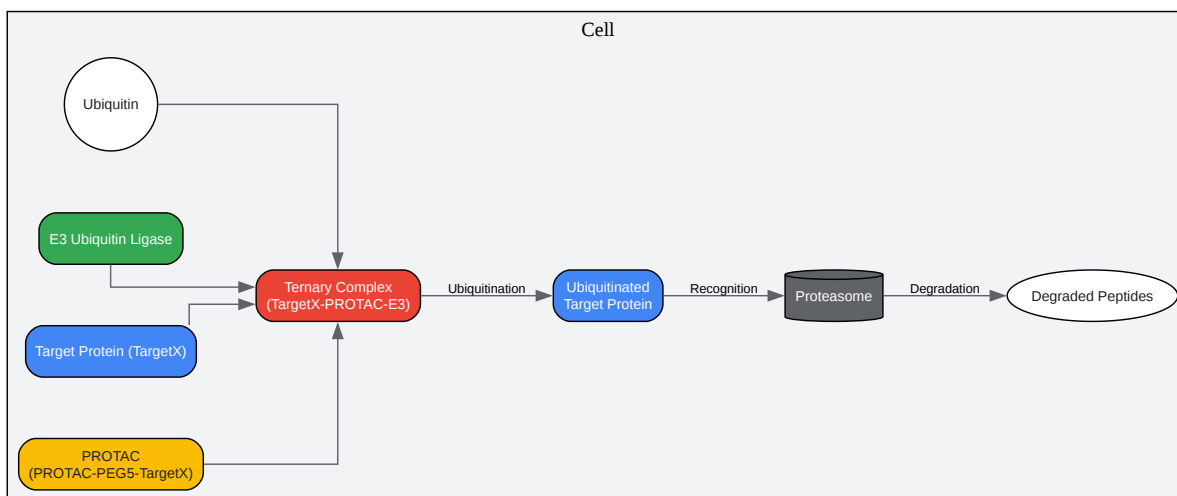 Cell
Ubiquitin
E3 Ubiquitin Ligase
Target Protein (TargetX)
PROTAC
(PROTAC-PEG5-TargetX)
Ternary Complex
(TargetX-PROTAC-E3)
Ubiquitination
Ubiquitinated
Target Protein
Recognition
Proteasome
Degradation
Degraded Peptides